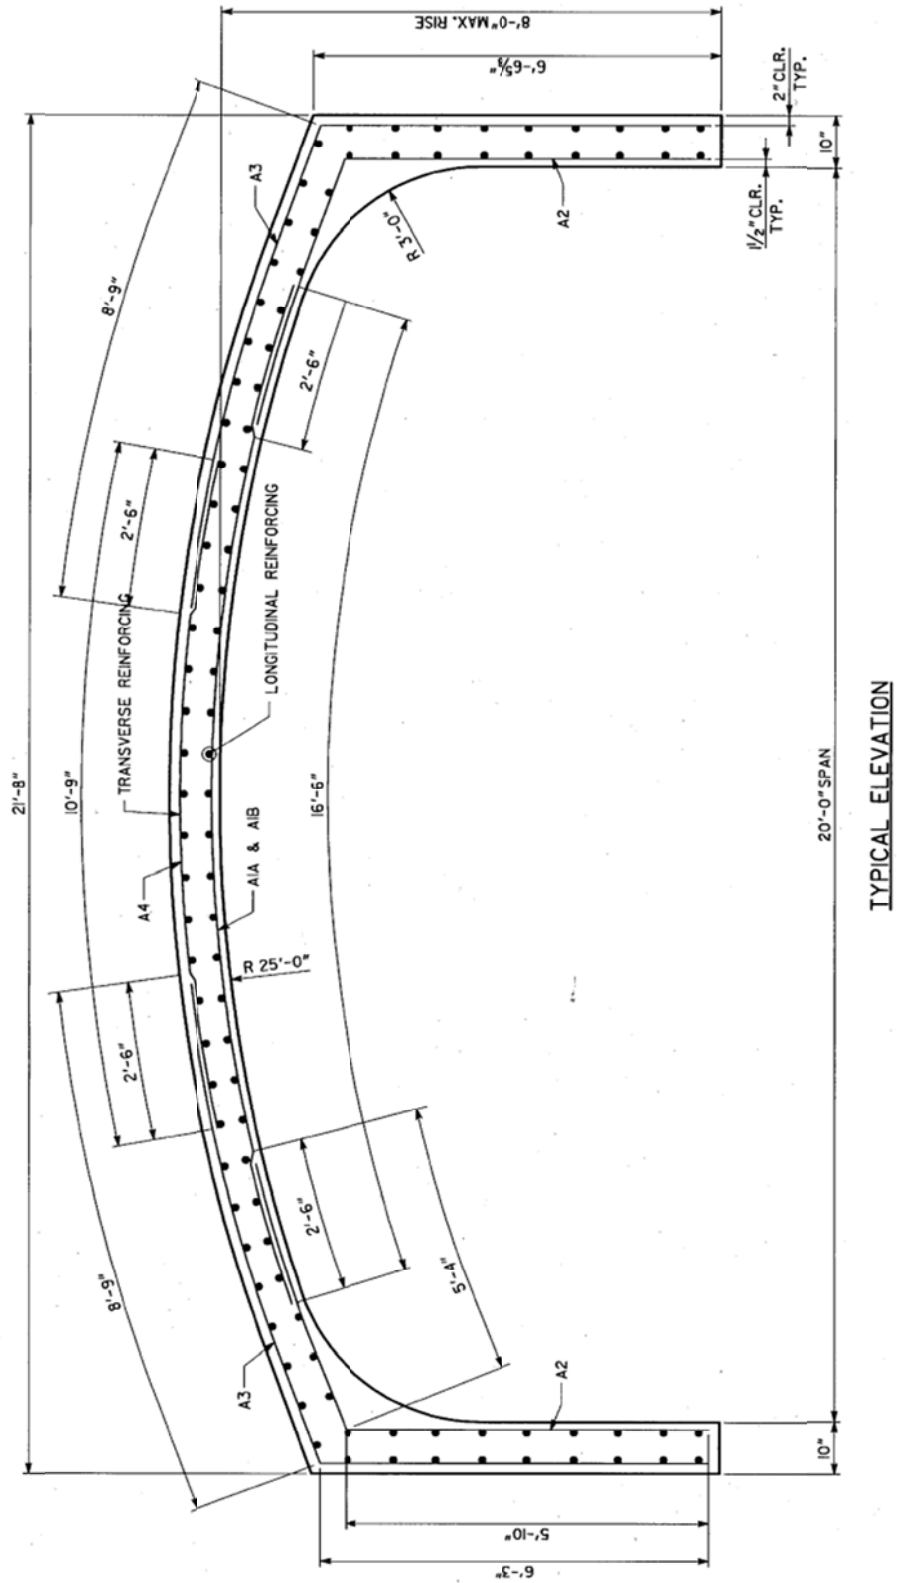 8'-0" MAX. RISE
6'-6⅝"
2" CLR.
TYP.
10"
1½" CLR.
TYP.
A2
R 3'-0"
A3
8'-9"
2'-6"
2'-6"
LONGITUDINAL REINFORCING
TRANSVERSE REINFORCING
21'-8"
10'-9"
16'-6"
20'-0" SPAN
TYPICAL ELEVATION
A4
A1A & A1B
R 25'-0"
2'-6"
2'-6"
5'-4"
8'-9"
A3
A2
10"
5'-10"
6'-3"